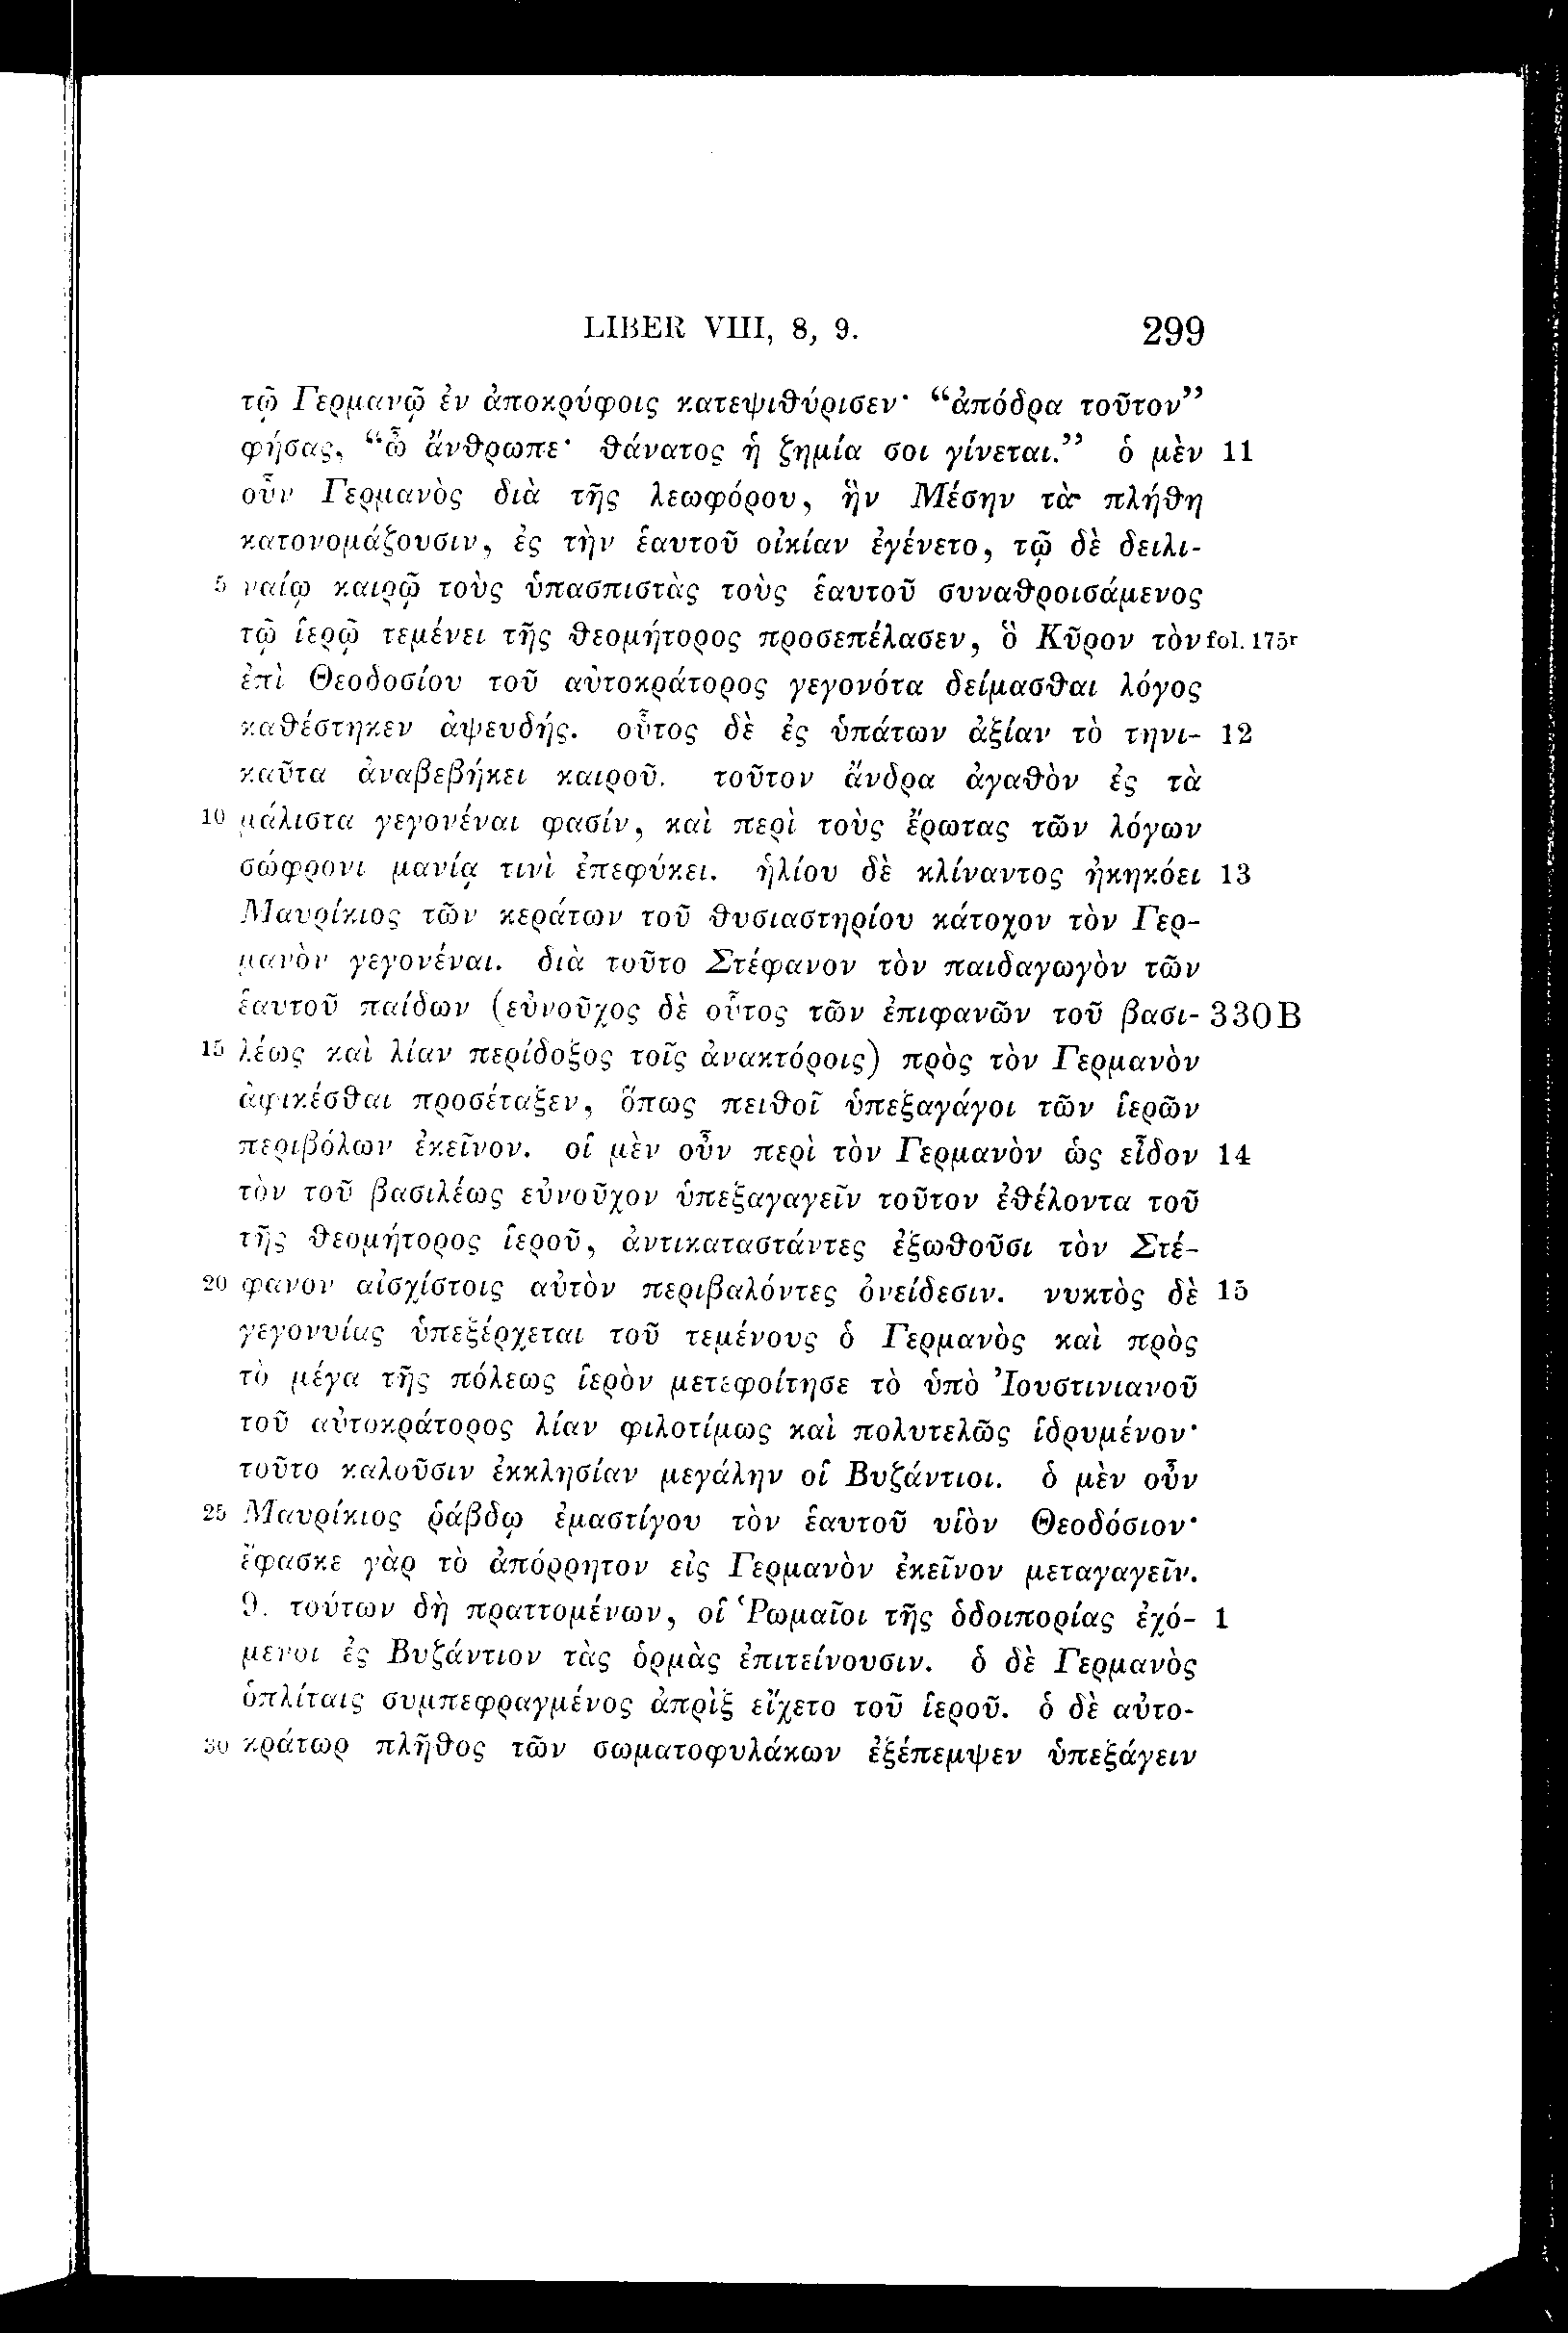 LIBER VIII, 8, 9. 299
τῷ Γερμανῷ ἐν ἀποκρύφοις κατεψιθύρισεν· “ἀπόδρα τοῦτον”
φήσας, “ὦ ἄνθρωπε· θάνατος ἡ ζημία σοι γίνεται.” ὁ μὲν 11
οὖν Γερμανὸς διὰ τῆς λεωφόρου, ἣν Μέσην τὰ πλήθη
κατονομάζουσιν, ἐς τὴν ἑαυτοῦ οἰκίαν ἐγένετο, τῷ δὲ δειλι-
5 ναίῳ καιρῷ τοὺς ὑπασπιστὰς τοὺς ἑαυτοῦ συναθροισάμενος
τῷ ἱερῷ τεμένει τῆς θεομήτορος προσεπέλασεν, ὃ Κῦρον τὸν fol. 175r
ἐπὶ Θεοδοσίου τοῦ αὐτοκράτορος γεγονότα δείμασθαι λόγος
καθέστηκεν ἀψευδής. οὗτος δὲ ἐς ὑπάτων ἀξίαν τὸ τηνι- 12
καῦτα ἀναβεβήκει καιροῦ. τοῦτον ἄνδρα ἀγαθὸν ἐς τὰ
10 μάλιστα γεγονέναι φασίν, καὶ περὶ τοὺς ἔρωτας τῶν λόγων
σώφρονι μανίᾳ τινὶ ἐπεφύκει. ἡλίου δὲ κλίναντος ἠκηκόει 13
Μαυρίκιος τῶν κεράτων τοῦ θυσιαστηρίου κάτοχον τὸν Γερ-
μανὸν γεγονέναι. διὰ τοῦτο Στέφανον τὸν παιδαγωγὸν τῶν
ἑαυτοῦ παίδων (εὐνοῦχος δὲ οὗτος τῶν ἐπιφανῶν τοῦ βασι- 330B
15 λέως καὶ λίαν περίδοξος τοῖς ἀνακτόροις) πρὸς τὸν Γερμανὸν
ἀφικέσθαι προσέταξεν, ὅπως πειθοῖ ὑπεξαγάγοι τῶν ἱερῶν
περιβόλων ἐκεῖνον. οἱ μὲν οὖν περὶ τὸν Γερμανὸν ὡς εἶδον 14
τὸν τοῦ βασιλέως εὐνοῦχον ὑπεξαγαγεῖν τοῦτον ἐθέλοντα τοῦ
τῆς θεομήτορος ἱεροῦ, ἀντικαταστάντες ἐξωθοῦσι τὸν Στέ-
20 φανον αἰσχίστοις αὐτὸν περιβαλόντες ὀνείδεσιν. νυκτὸς δὲ 15
γεγονυίας ὑπεξέρχεται τοῦ τεμένους ὁ Γερμανὸς καὶ πρὸς
τὸ μέγα τῆς πόλεως ἱερὸν μετεφοίτησε τὸ ὑπὸ Ἰουστινιανοῦ
τοῦ αὐτοκράτορος λίαν φιλοτίμως καὶ πολυτελῶς ἱδρυμένον·
τοῦτο καλοῦσιν ἐκκλησίαν μεγάλην οἱ Βυζάντιοι. ὁ μὲν οὖν
25 Μαυρίκιος ῥάβδῳ ἐμαστίγου τὸν ἑαυτοῦ υἱὸν Θεοδόσιον·
ἔφασκε γὰρ τὸ ἀπόρρητον εἰς Γερμανὸν ἐκεῖνον μεταγαγεῖν.
9. τούτων δὴ πραττομένων, οἱ Ῥωμαῖοι τῆς ὁδοιπορίας ἐχό- 1
μενοι ἐς Βυζάντιον τὰς ὁρμὰς ἐπιτείνουσιν. ὁ δὲ Γερμανὸς
ὁπλίταις συμπεφραγμένος ἀπρὶξ εἴχετο τοῦ ἱεροῦ. ὁ δὲ αὐτο-
30 κράτωρ πλῆθος τῶν σωματοφυλάκων ἐξέπεμψεν ὑπεξάγειν